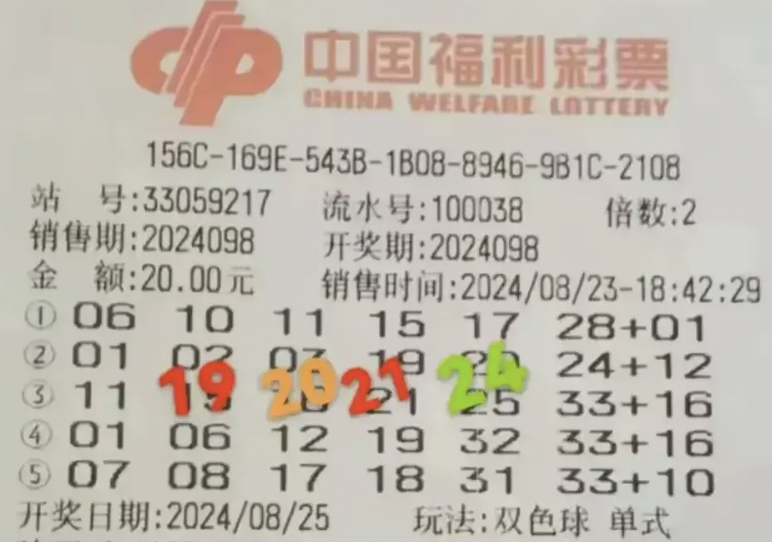 中国福利彩票
CHINA WELFARE LOTTERY
156C-169E-543B-1B08-8946-9B1C-2108
站 号:33059217 流水号:100038 倍数:2
销售期:2024098 开奖期:2024098
金 额:20.00元 销售时间:2024/08/23-18:42:29
① 06 10 11 15 17 28+01
② 01 02 03 19 24+12
19 20 21 24
③ 11 21 25 33+16
④ 01 06 12 19 32 33+16
⑤ 07 08 17 18 31 33+10
开奖日期:2024/08/25 玩法:双色球 单式